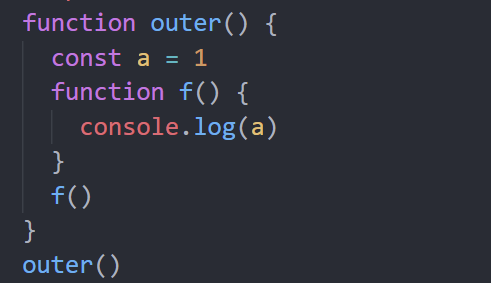 function outer() {
  const a = 1
  function f() {
    console.log(a)
  }
  f()
}
outer()